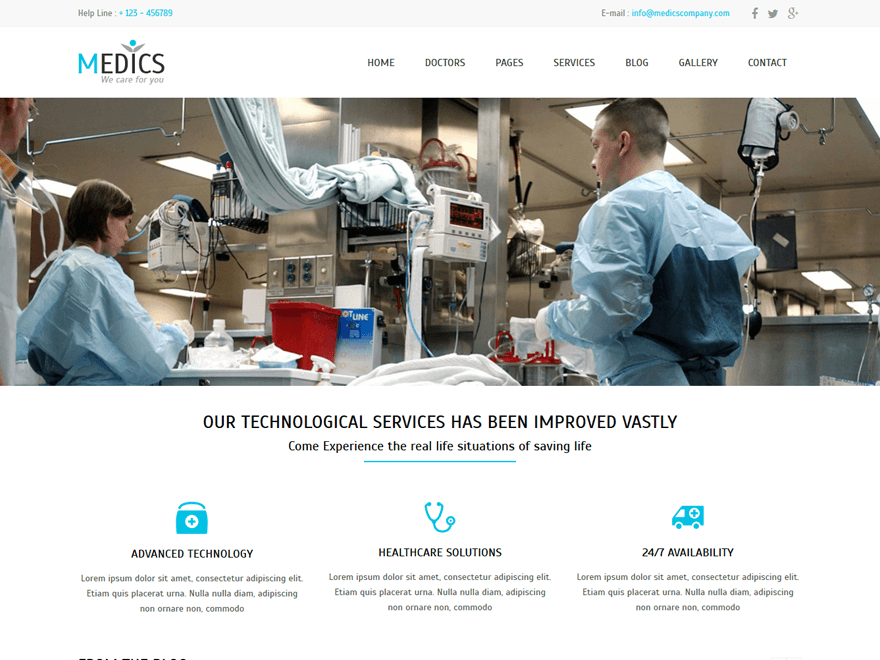 Help Line : + 123 - 456789
E-mail : info@medicscompany.com
MEDICS
We care for you
HOME DOCTORS PAGES SERVICES BLOG GALLERY CONTACT
HOTLINE
OUR TECHNOLOGICAL SERVICES HAS BEEN IMPROVED VASTLY
Come Experience the real life situations of saving life
ADVANCED TECHNOLOGY
Lorem ipsum dolor sit amet, consectetur adipiscing elit.
Etiam quis placerat urna. Nulla nulla diam, adipiscing
non ornare non, commodo
HEALTHCARE SOLUTIONS
Lorem ipsum dolor sit amet, consectetur adipiscing elit.
Etiam quis placerat urna. Nulla nulla diam, adipiscing
non ornare non, commodo
24/7 AVAILABILITY
Lorem ipsum dolor sit amet, consectetur adipiscing elit.
Etiam quis placerat urna. Nulla nulla diam, adipiscing
non ornare non, commodo
FROM THE BLOG